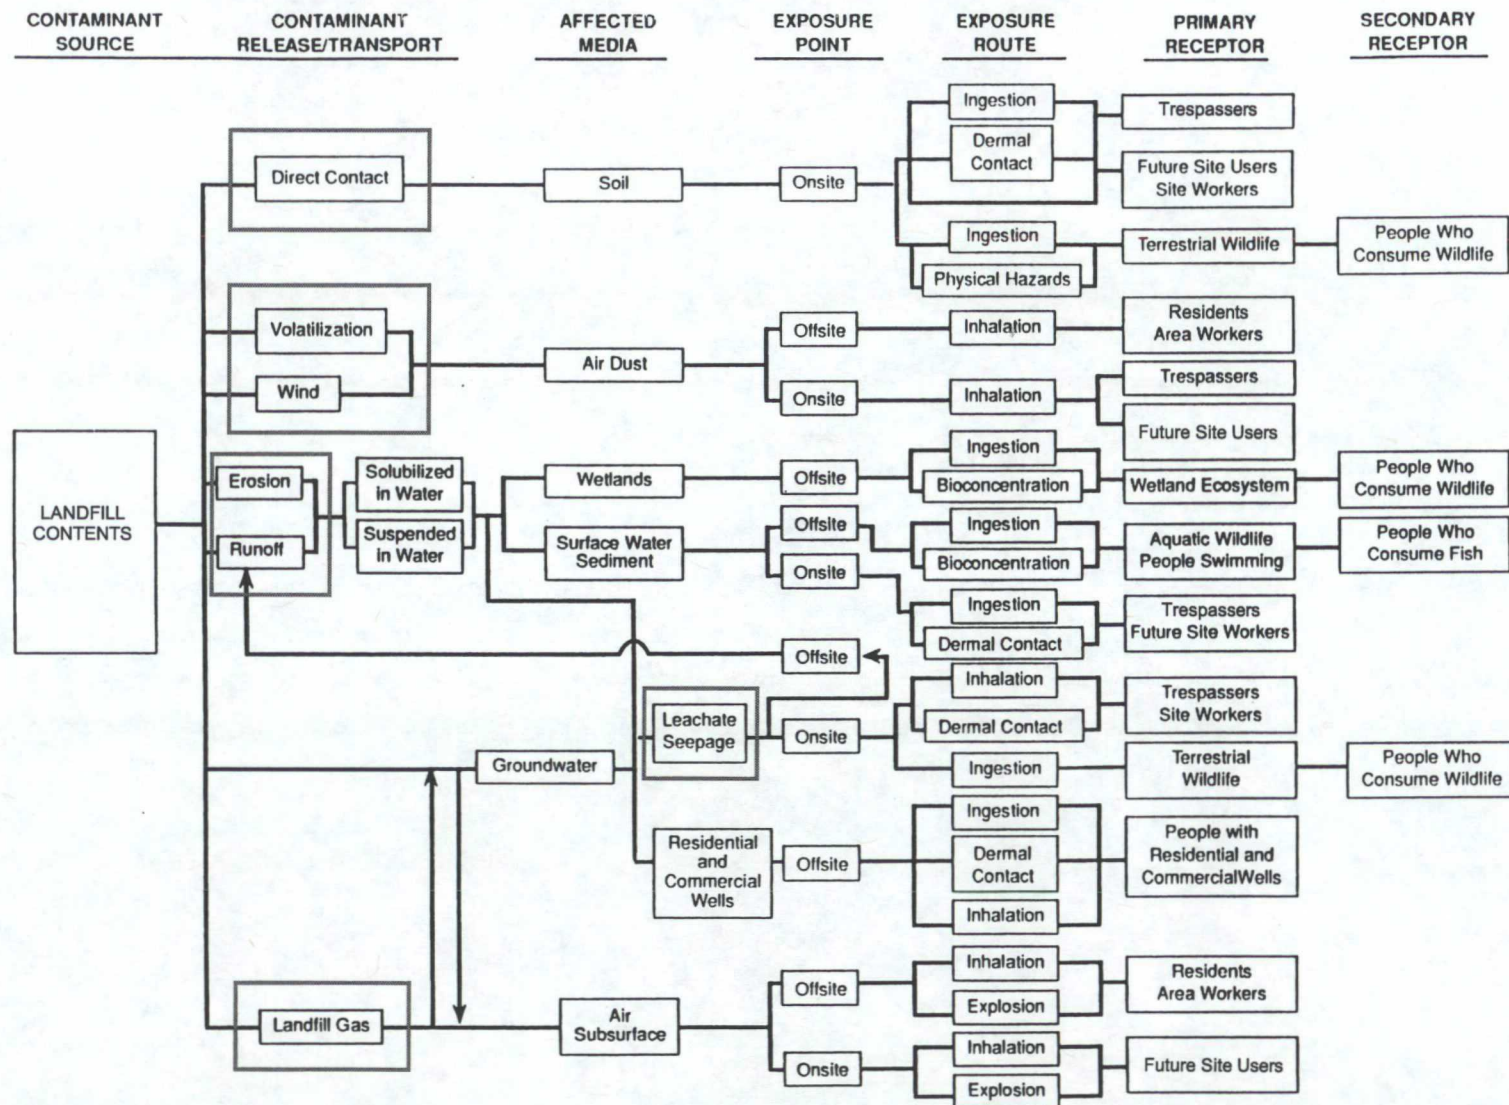 CONTAMINANT
SOURCE
CONTAMINANT
RELEASE/TRANSPORT
AFFECTED
MEDIA
EXPOSURE
POINT
EXPOSURE
ROUTE
PRIMARY
RECEPTOR
SECONDARY
RECEPTOR
LANDFILL
CONTENTS
Direct Contact
Soil
Onsite
Ingestion
Dermal
Contact
Trespassers
Future Site Users
Site Workers
Ingestion
Physical Hazards
Terrestrial Wildlife
People Who
Consume Wildlife
Volatilization
Wind
Air Dust
Offsite
Inhalation
Residents
Area Workers
Onsite
Inhalation
Trespassers
Future Site Users
Erosion
Runoff
Solubilized
in Water
Suspended
in Water
Wetlands
Offsite
Ingestion
Bioconcentration
Wetland Ecosystem
People Who
Consume Wildlife
Surface Water
Sediment
Offsite
Ingestion
Bioconcentration
Aquatic Wildlife
People Swimming
People Who
Consume Fish
Onsite
Ingestion
Dermal Contact
Trespassers
Future Site Workers
Offsite
Groundwater
Leachate
Seepage
Onsite
Inhalation
Dermal Contact
Trespassers
Site Workers
Ingestion
Terrestrial
Wildlife
People Who
Consume Wildlife
Residential
and
Commercial
Wells
Offsite
Ingestion
Dermal
Contact
Inhalation
People with
Residential and
CommercialWells
Landfill Gas
Air
Subsurface
Offsite
Inhalation
Explosion
Residents
Area Workers
Onsite
Inhalation
Explosion
Future Site Users